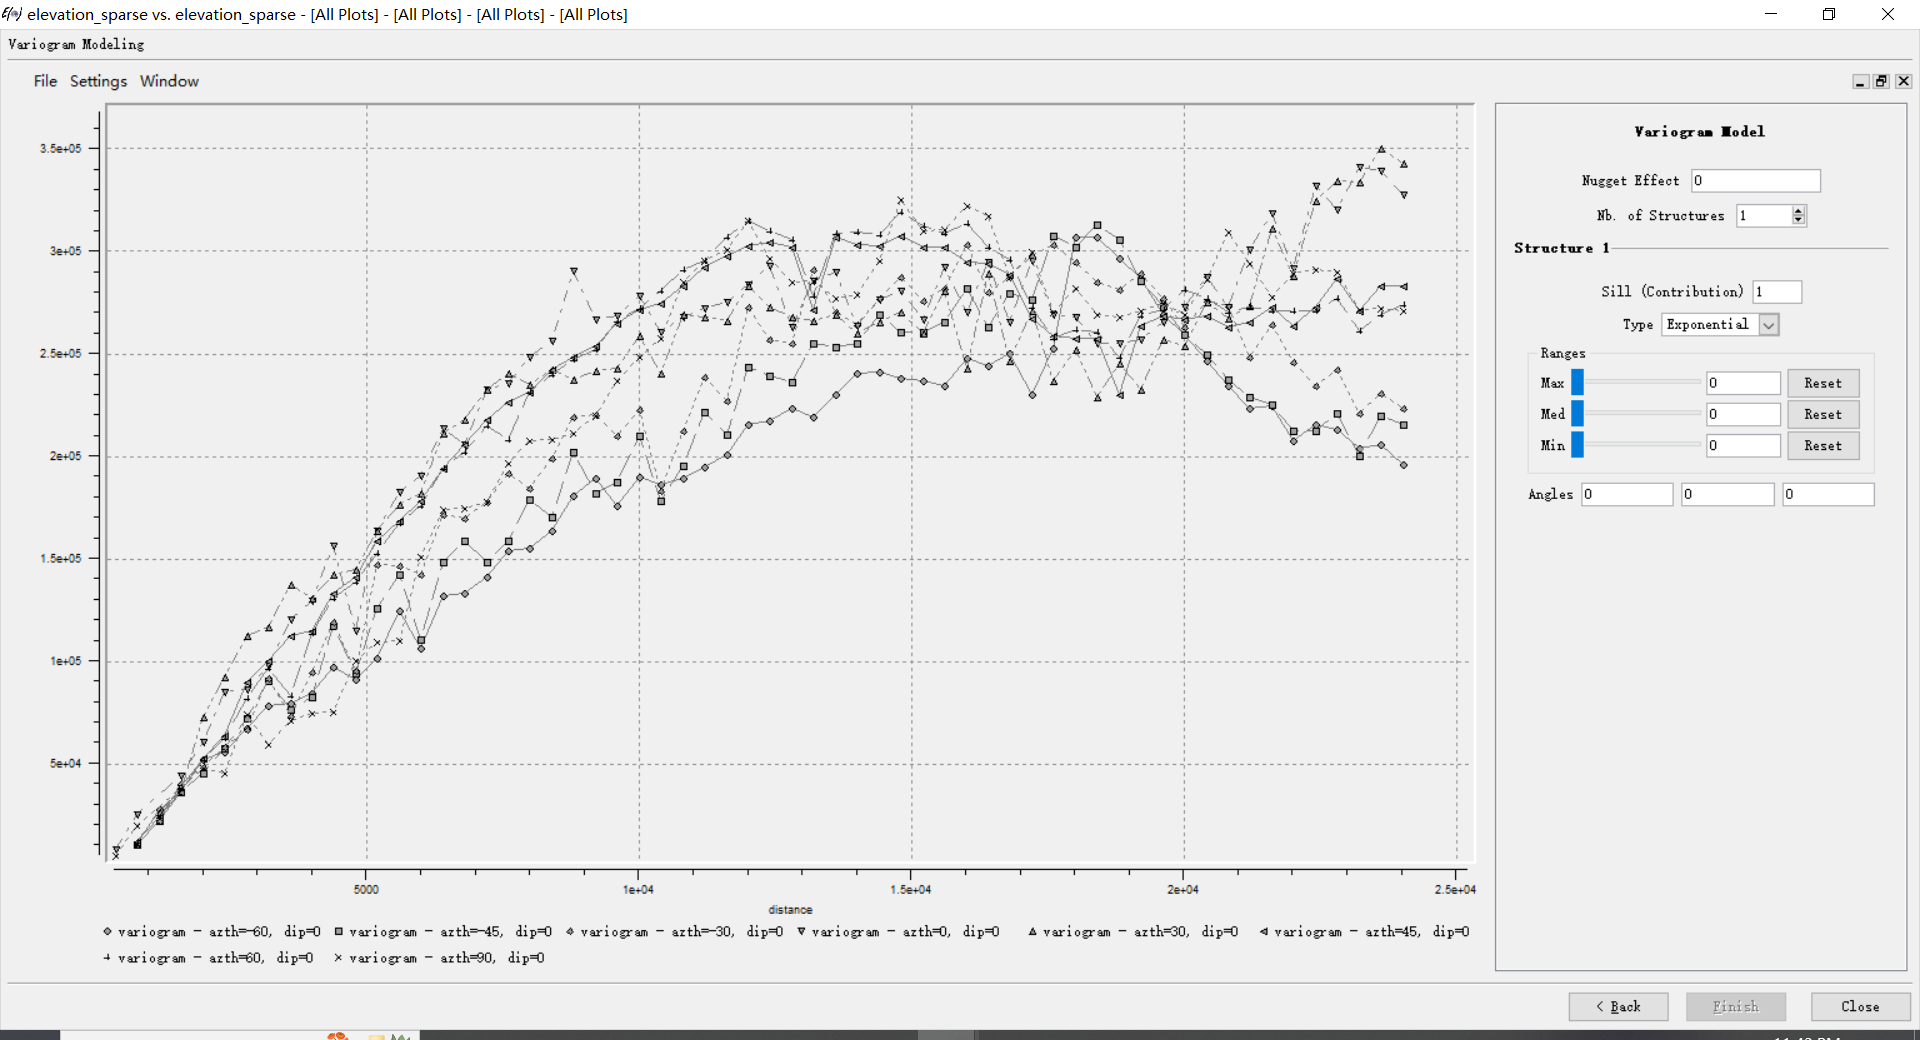 elevation_sparse vs. elevation_sparse - [All Plots] - [All Plots] - [All Plots] - [All Plots]
Variogram Modeling
File Settings Window
3.5e+05
3e+05
2.5e+05
2e+05
1.5e+05
1e+05
5e+04
5000 1e+04 1.5e+04 2e+04 2.5e+04
distance
variogram - azth=-60, dip=0 variogram - azth=-45, dip=0 variogram - azth=-30, dip=0 variogram - azth=0, dip=0 variogram - azth=30, dip=0 variogram - azth=45, dip=0
variogram - azth=60, dip=0 variogram - azth=90, dip=0
Variogram Model
Nugget Effect 0
Nb. of Structures 1
Structure 1
Sill (Contribution) 1
Type Exponential
Ranges
Max 0 Reset
Med 0 Reset
Min 0 Reset
Angles 0 0 0
< Back Finish Close